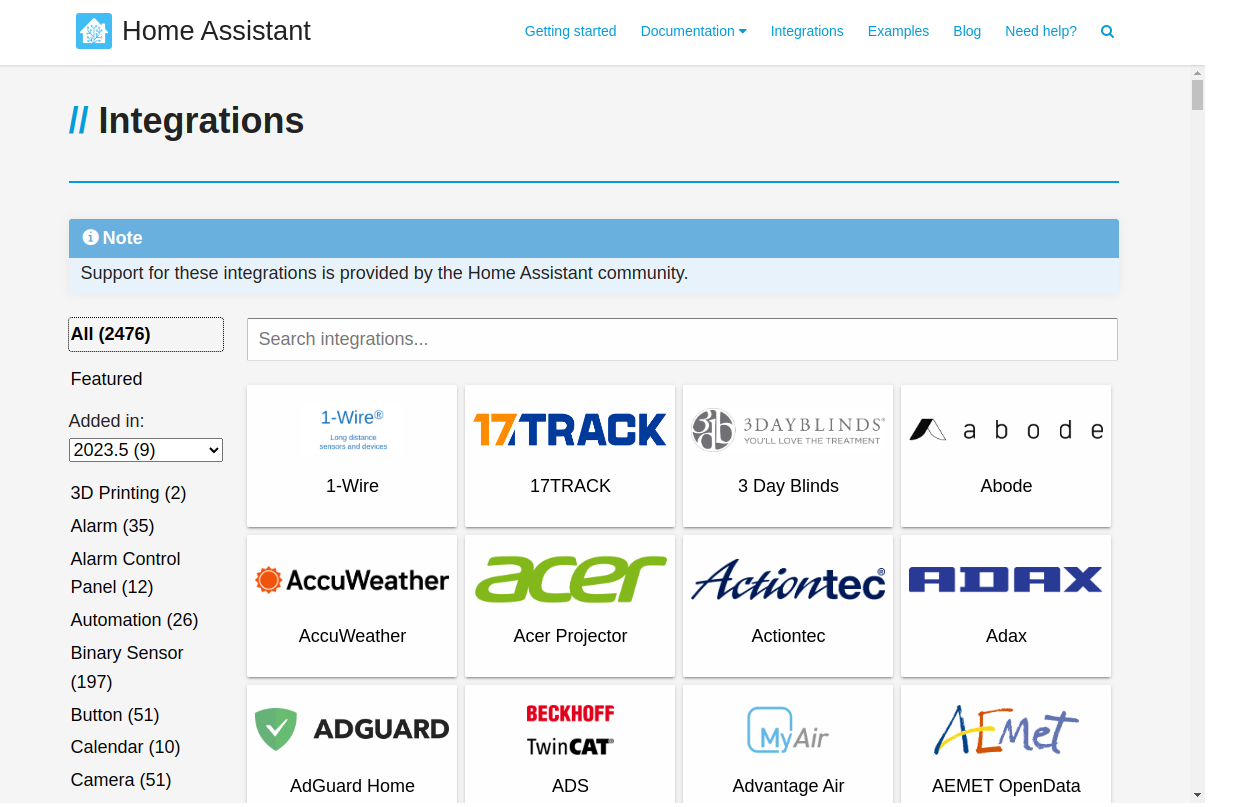 Home Assistant
Getting started Documentation Integrations Examples Blog Need help?
// Integrations
Note
Support for these integrations is provided by the Home Assistant community.
All (2476)
Search integrations...
Featured
Added in:
2023.5 (9)
3D Printing (2)
Alarm (35)
Alarm Control
Panel (12)
Automation (26)
Binary Sensor
(197)
Button (51)
Calendar (10)
Camera (51)
1-Wire®
Long distance
sensors and devices
1-Wire
17TRACK
17TRACK
3db
3DAYBLINDS®
YOU'LL LOVE THE TREATMENT
3 Day Blinds
abode
Abode
AccuWeather
AccuWeather
acer
Acer Projector
Actiontec®
Actiontec
ADAX
Adax
ADGUARD
AdGuard Home
BECKHOFF
TwinCAT®
ADS
MyAir
Advantage Air
AEMet
AEMET OpenData